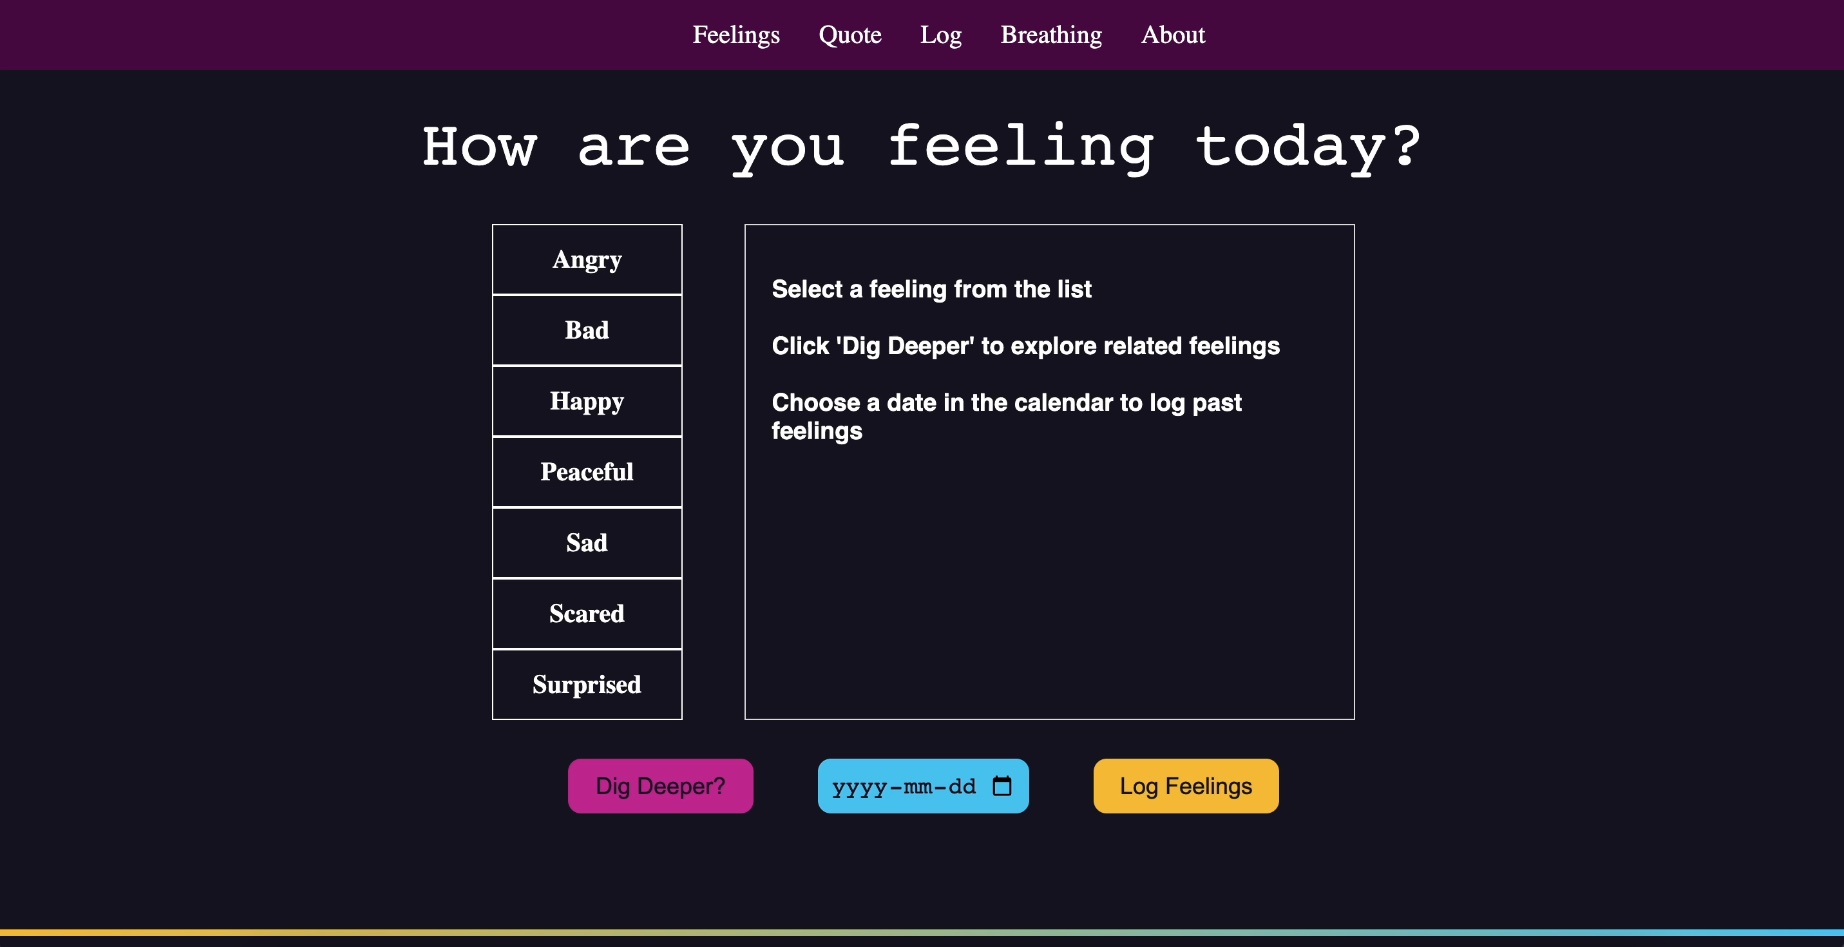 Feelings Quote Log Breathing About
How are you feeling today?
Angry
Bad
Happy
Peaceful
Sad
Scared
Surprised
Select a feeling from the list
Click 'Dig Deeper' to explore related feelings
Choose a date in the calendar to log past
feelings
Dig Deeper? yyyy-mm-dd Log Feelings